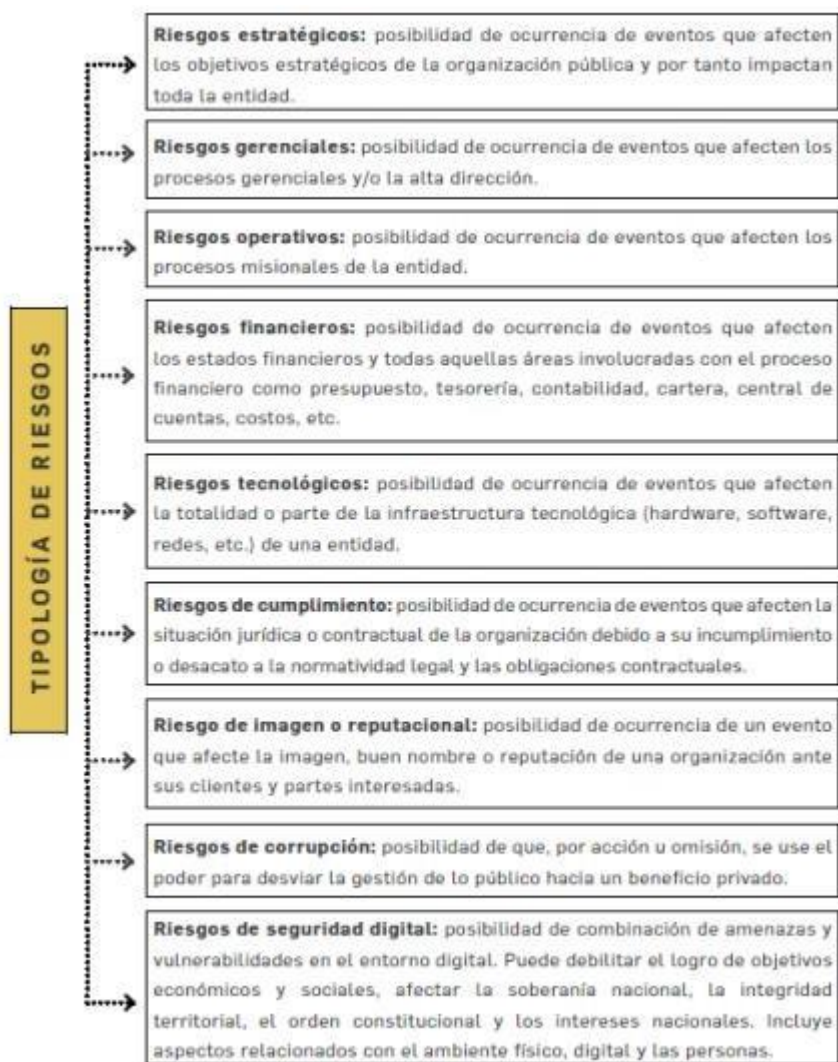 TIPOLOGÍA DE RIESGOS
Riesgos estratégicos: posibilidad de ocurrencia de eventos que afecten
los objetivos estratégicos de la organización pública y por tanto impactan
toda la entidad.
Riesgos gerenciales: posibilidad de ocurrencia de eventos que afecten los
procesos gerenciales y/o la alta dirección.
Riesgos operativos: posibilidad de ocurrencia de eventos que afecten los
procesos misionales de la entidad.
Riesgos financieros: posibilidad de ocurrencia de eventos que afecten
los estados financieros y todas aquellas áreas involucradas con el proceso
financiero como presupuesto, tesorería, contabilidad, cartera, central de
cuentas, costos, etc.
Riesgos tecnológicos: posibilidad de ocurrencia de eventos que afecten
la totalidad o parte de la infraestructura tecnológica (hardware, software,
redes, etc.) de una entidad.
Riesgos de cumplimiento: posibilidad de ocurrencia de eventos que afecten la
situación jurídica o contractual de la organización debido a su incumplimiento
o desacato a la normatividad legal y las obligaciones contractuales.
Riesgo de imagen o reputacional: posibilidad de ocurrencia de un evento
que afecte la imagen, buen nombre o reputación de una organización ante
sus clientes y partes interesadas.
Riesgos de corrupción: posibilidad de que, por acción u omisión, se use el
poder para desviar la gestión de lo público hacia un beneficio privado.
Riesgos de seguridad digital: posibilidad de combinación de amenazas y
vulnerabilidades en el entorno digital. Puede debilitar el logro de objetivos
económicos y sociales, afectar la soberanía nacional, la integridad
territorial, el orden constitucional y los intereses nacionales. Incluye
aspectos relacionados con el ambiente físico, digital y las personas.